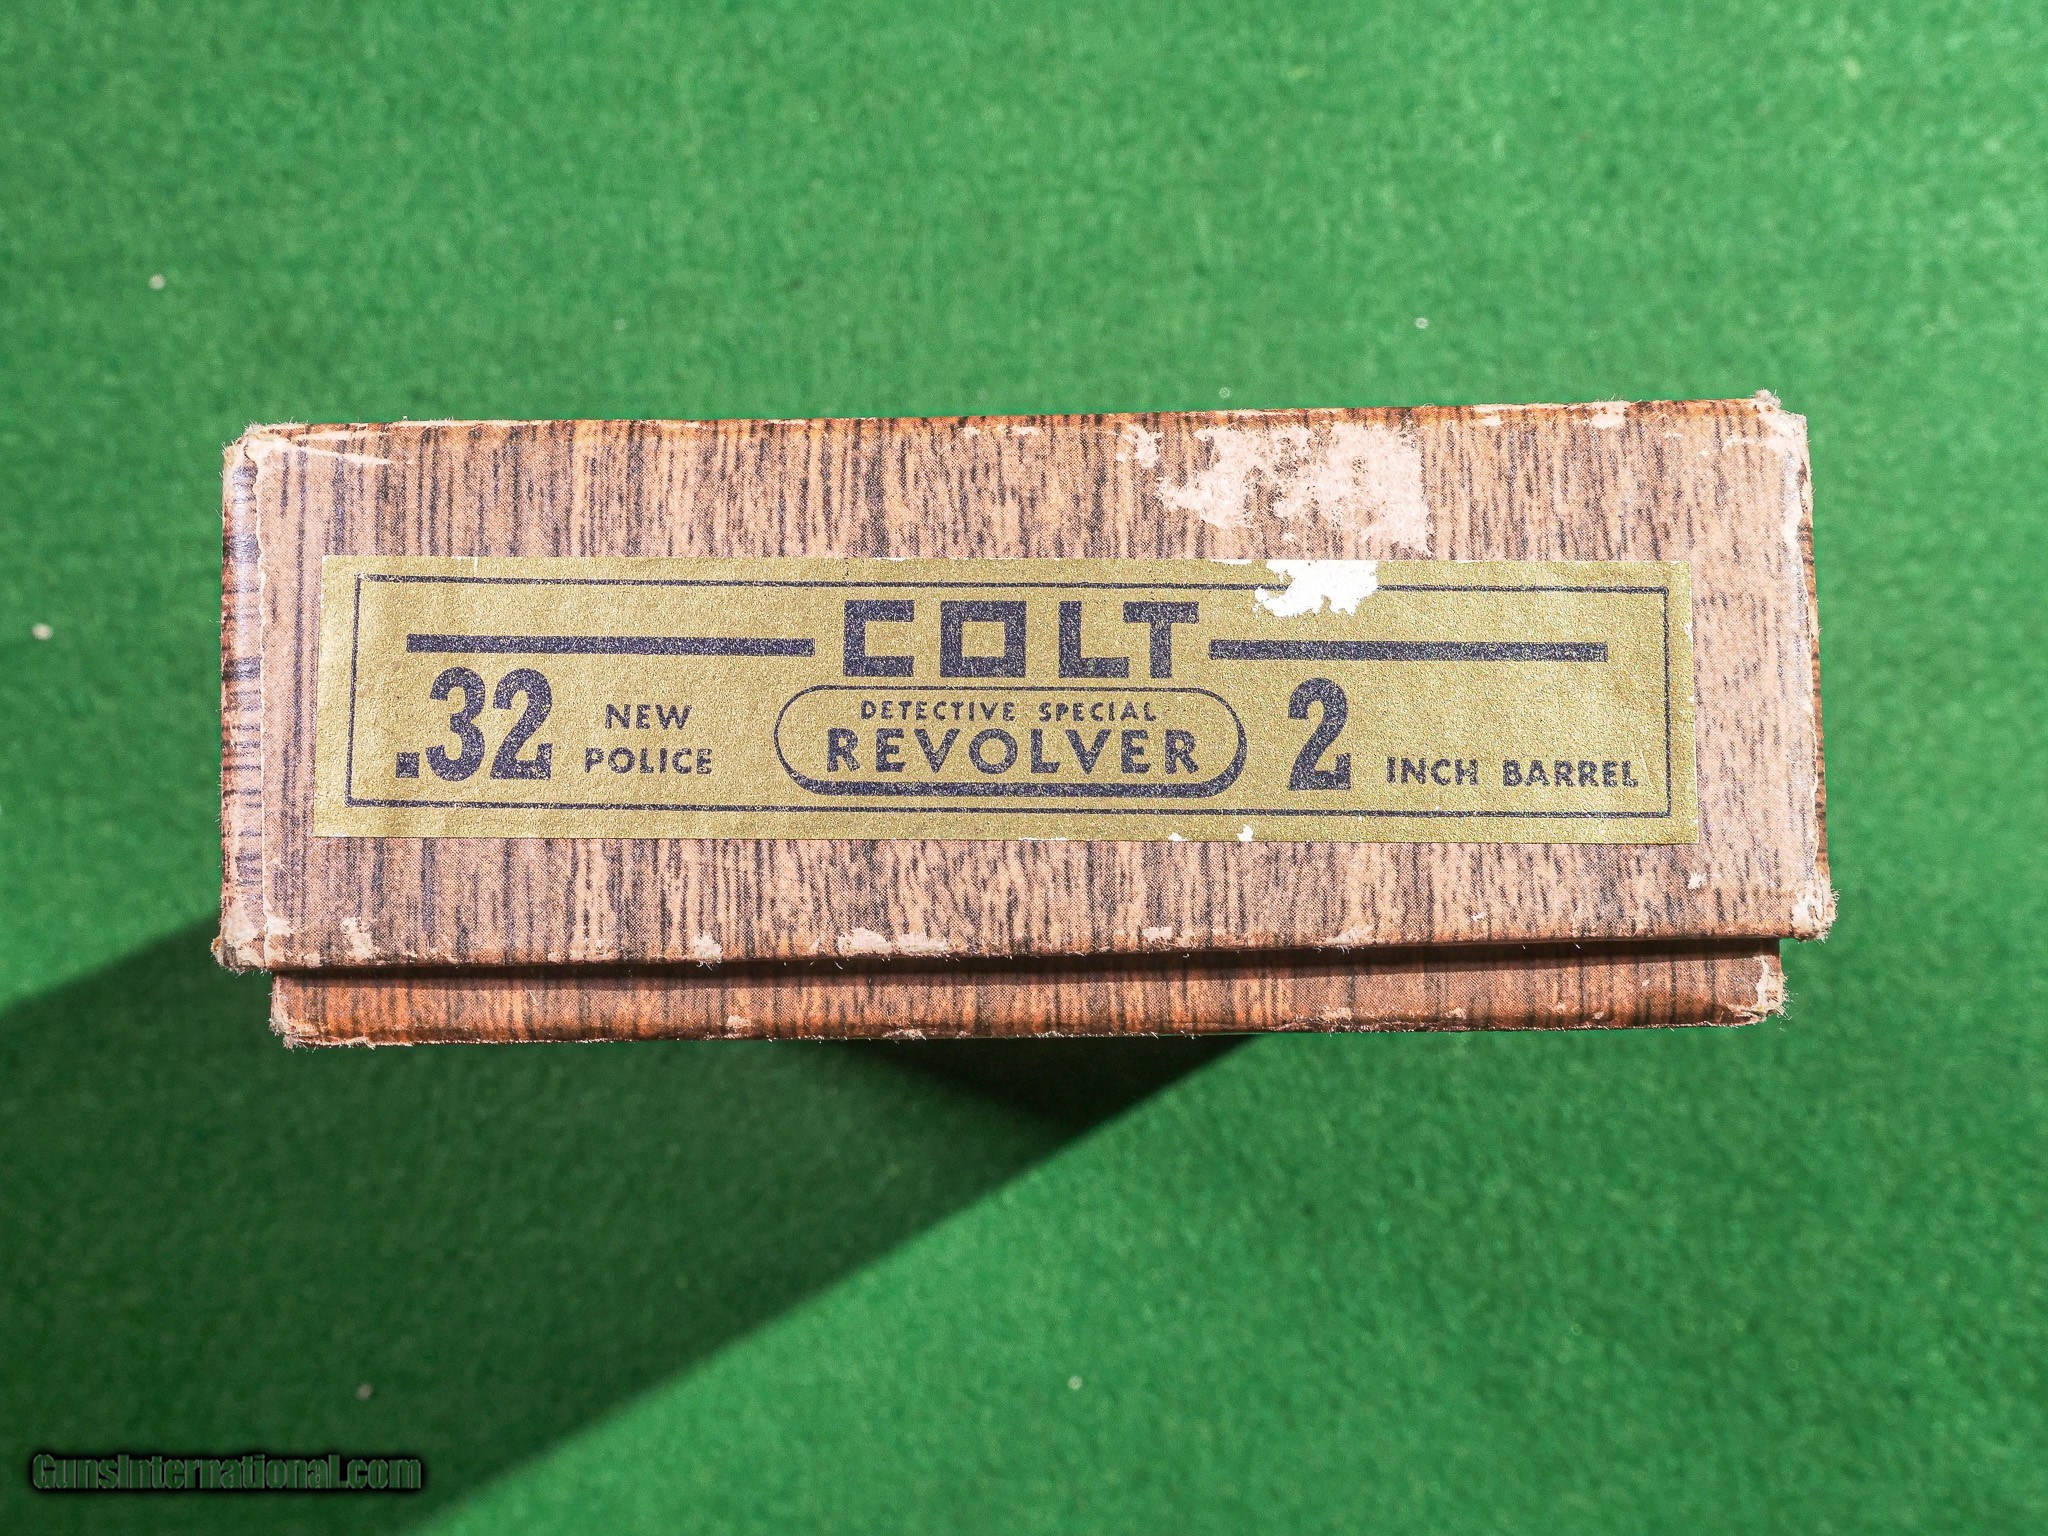 COLT
.32 NEW POLICE
DETECTIVE SPECIAL
REVOLVER
2 INCH BARREL
GunsInternational.com